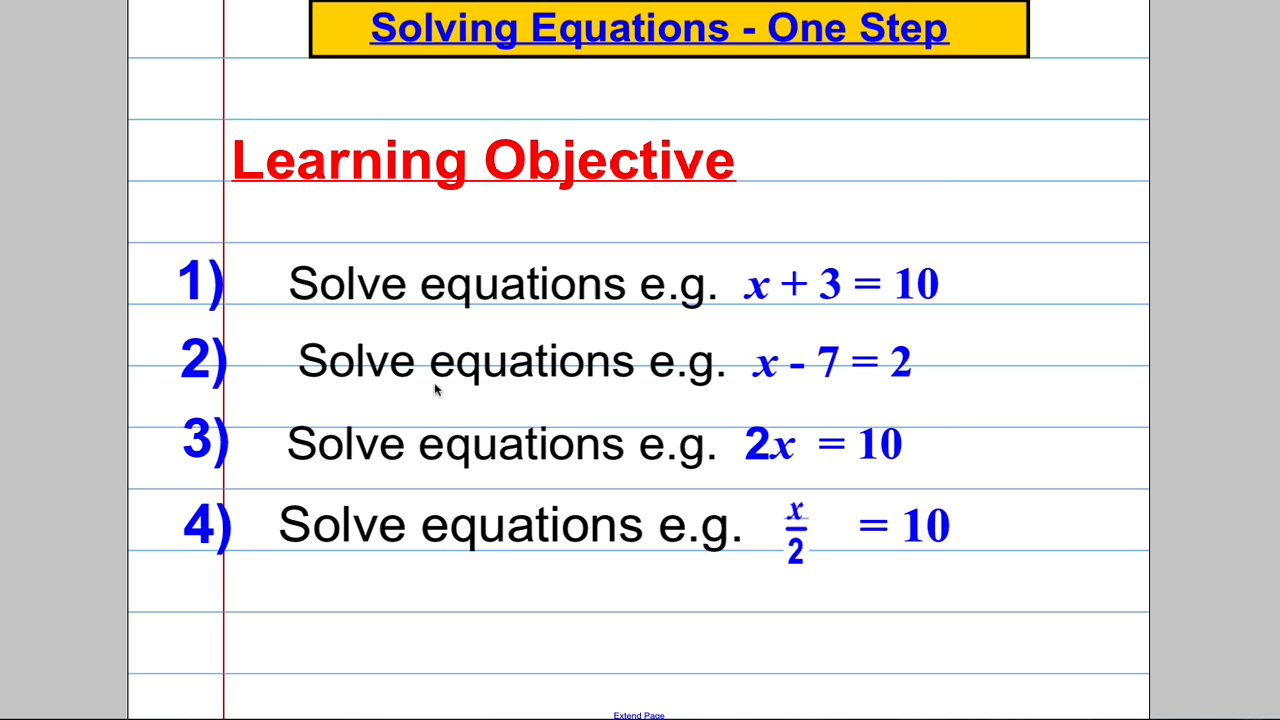 Solving Equations - One Step
Learning Objective
1) Solve equations e.g. x + 3 = 10
2) Solve equations e.g. x - 7 = 2
3) Solve equations e.g. 2x = 10
4) Solve equations e.g. x/2 = 10
Extend Page